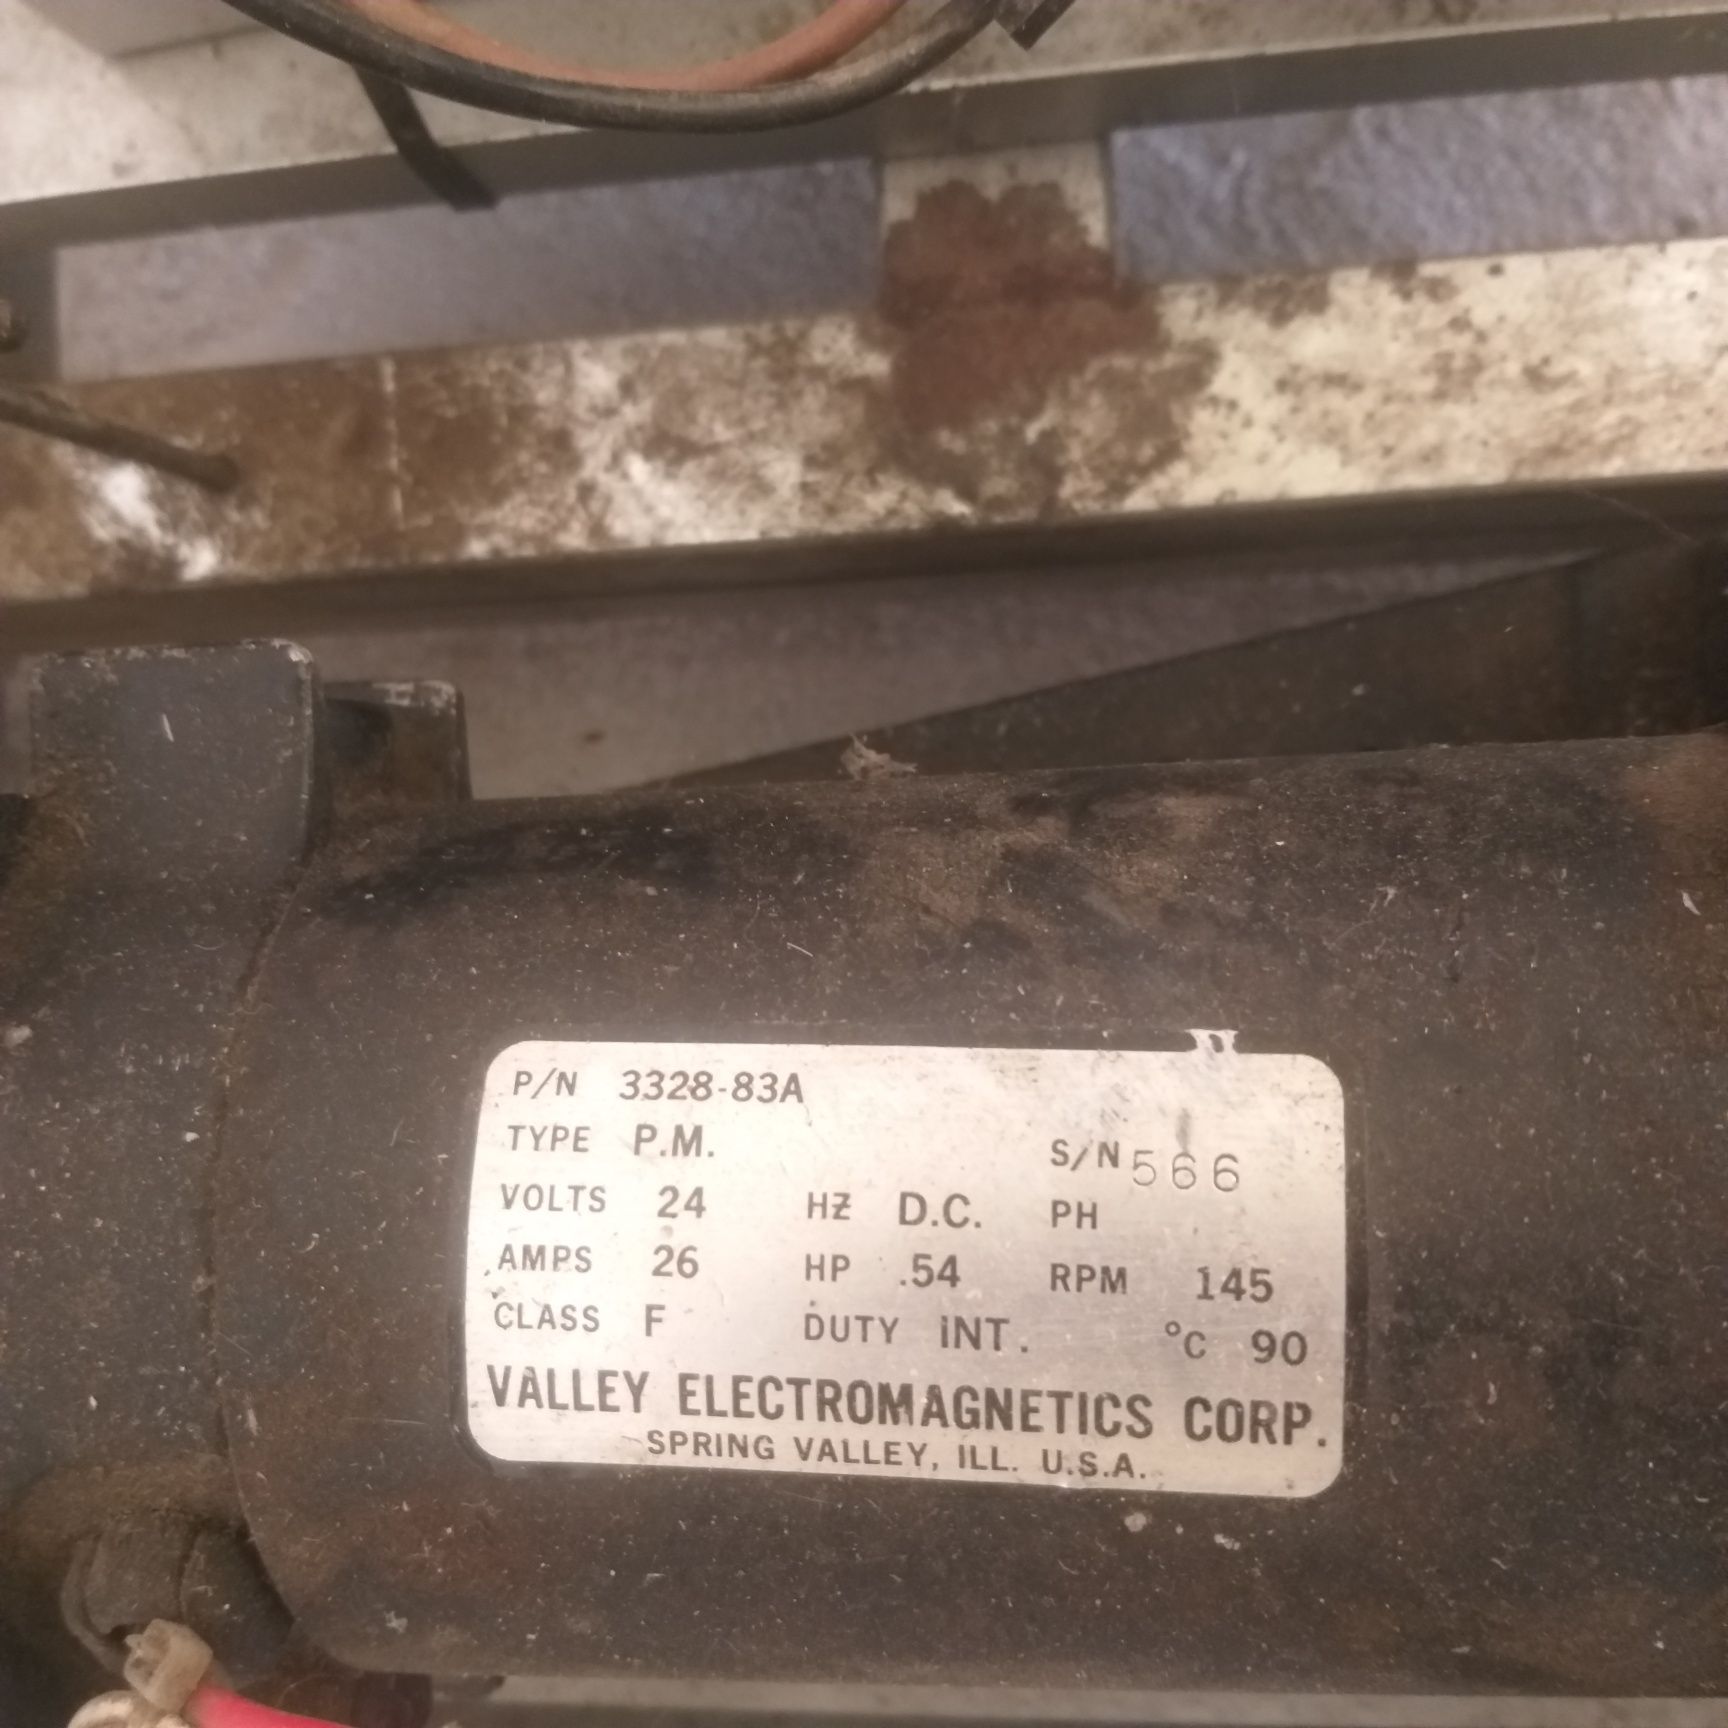 P/N 3328-83A
TYPE P.M. S/N 566
VOLTS 24 HZ D.C. PH
AMPS 26 HP .54 RPM 145
CLASS F DUTY INT. °C 90
VALLEY ELECTROMAGNETICS CORP.
SPRING VALLEY, ILL. U.S.A.